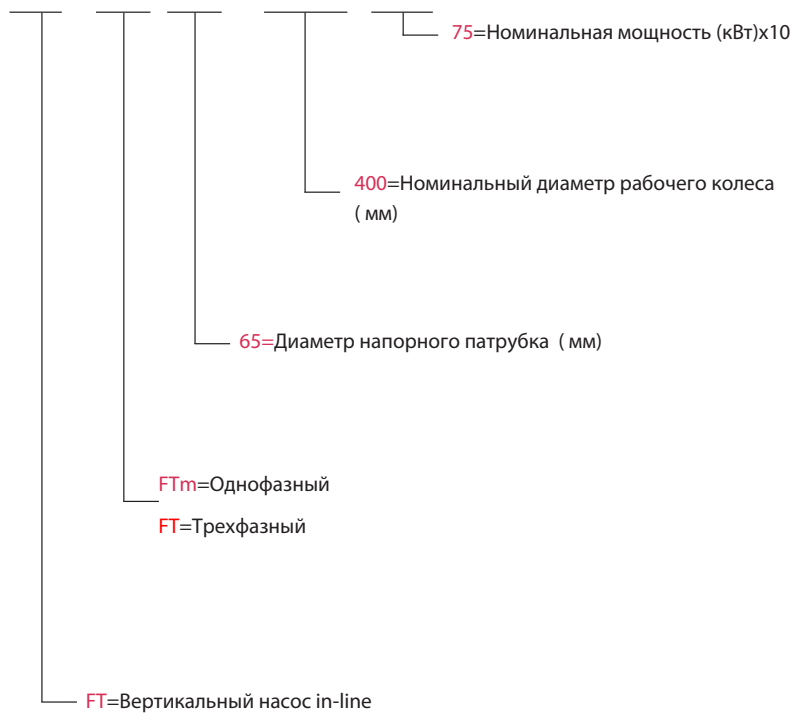 75=Номинальная мощность (кВт)x10
400=Номинальный диаметр рабочего колеса
( мм)
65=Диаметр напорного патрубка ( мм)
FTm=Однофазный
FT=Трехфазный
FT=Вертикальный насос in-line